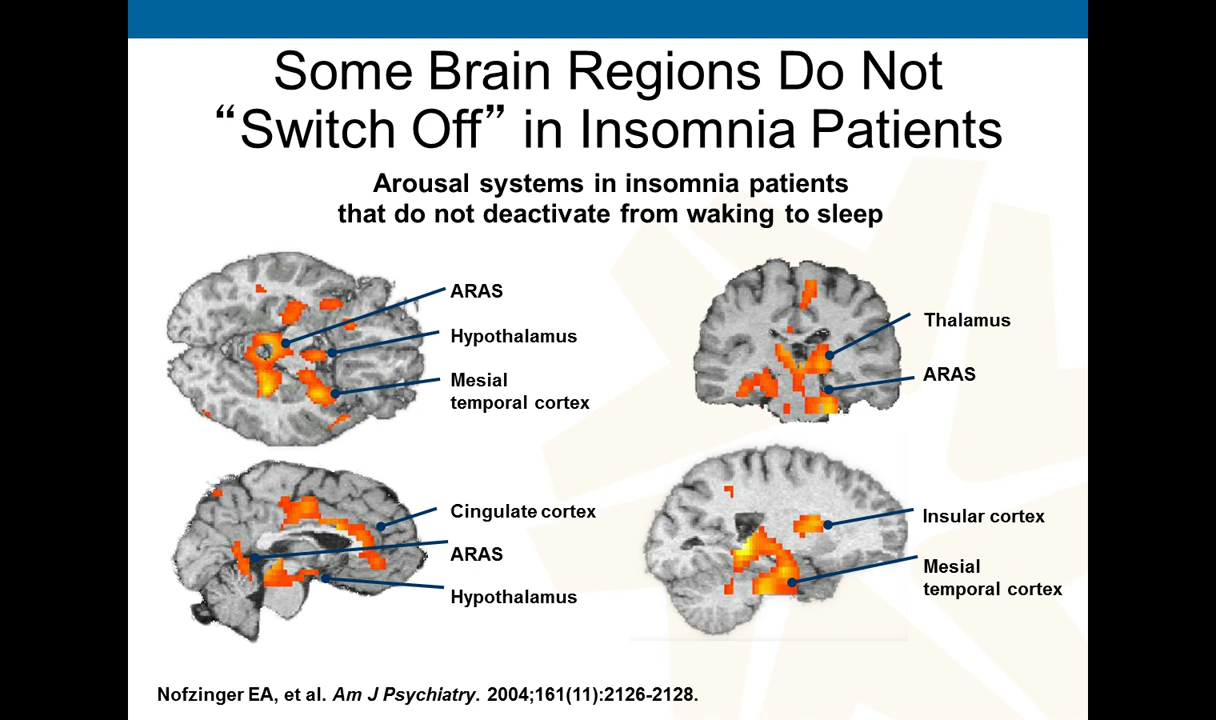 Some Brain Regions Do Not
“Switch Off” in Insomnia Patients
Arousal systems in insomnia patients
that do not deactivate from waking to sleep
ARAS
Hypothalamus
Mesial
temporal cortex
Thalamus
ARAS
Cingulate cortex
ARAS
Hypothalamus
Insular cortex
Mesial
temporal cortex
Nofzinger EA, et al. Am J Psychiatry. 2004;161(11):2126-2128.